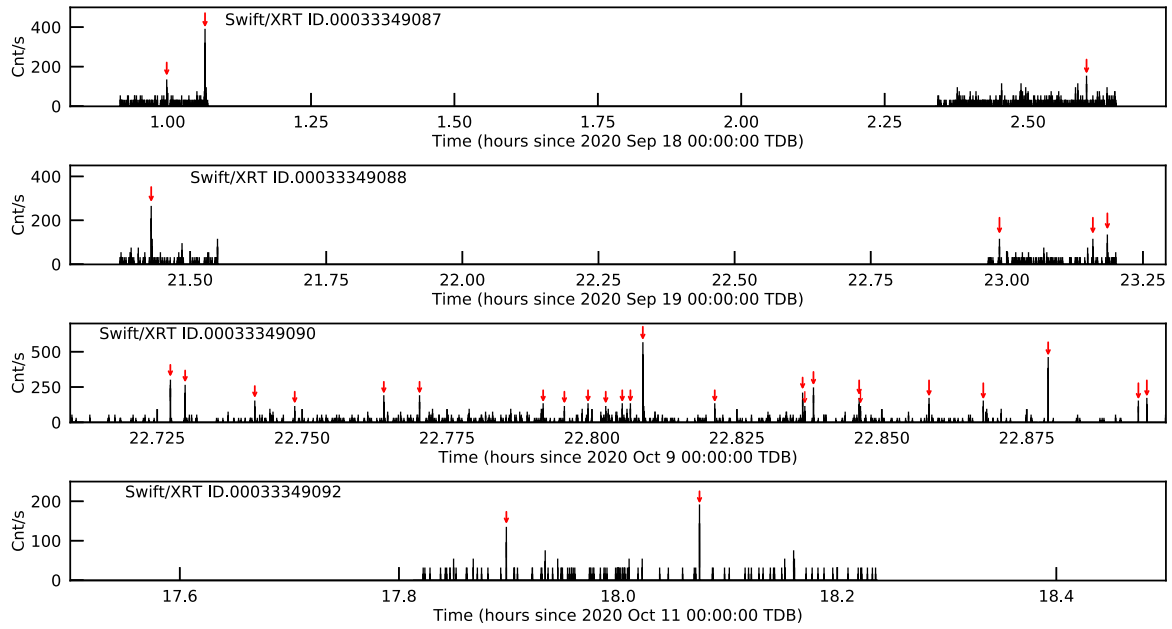 Swift/XRT ID.00033349087
Cnt/s
400
200
0
1.00 1.25 1.50 1.75 2.00 2.25 2.50
Time (hours since 2020 Sep 18 00:00:00 TDB)
Swift/XRT ID.00033349088
Cnt/s
400
200
0
21.50 21.75 22.00 22.25 22.50 22.75 23.00 23.25
Time (hours since 2020 Sep 19 00:00:00 TDB)
Swift/XRT ID.00033349090
Cnt/s
500
250
0
22.725 22.750 22.775 22.800 22.825 22.850 22.875
Time (hours since 2020 Oct 9 00:00:00 TDB)
Swift/XRT ID.00033349092
Cnt/s
200
100
0
17.6 17.8 18.0 18.2 18.4
Time (hours since 2020 Oct 11 00:00:00 TDB)